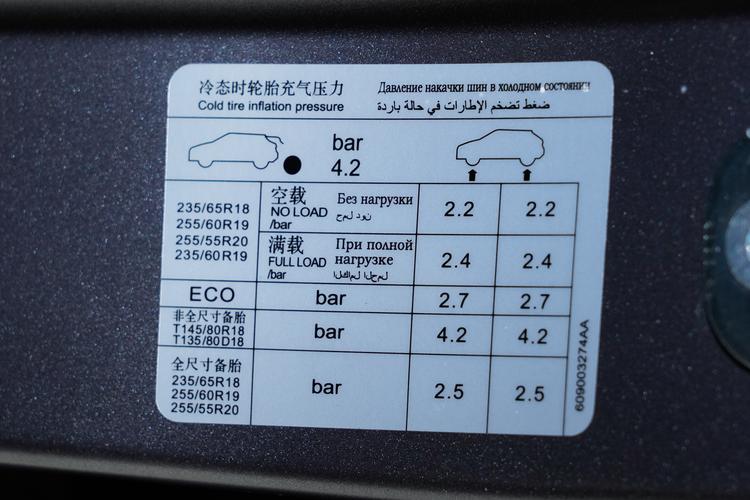 冷态时轮胎充气压力 Давление накачки шин в холодном состоянии
Cold tire inflation pressure ضغط تضخم الإطارات في حالة باردة
bar
4.2
235/65R18
255/60R19
255/55R20
235/60R19
空载 Без нагрузки
NO LOAD
/bar
2.2 2.2
满载 При полной
FULL LOAD нагрузке
/bar
2.4 2.4
ECO bar 2.7 2.7
非全尺寸备胎
T145/80R18
T135/80D18
bar 4.2 4.2
全尺寸备胎
235/65R18
255/60R19
255/55R20
bar 2.5 2.5
609003274AA